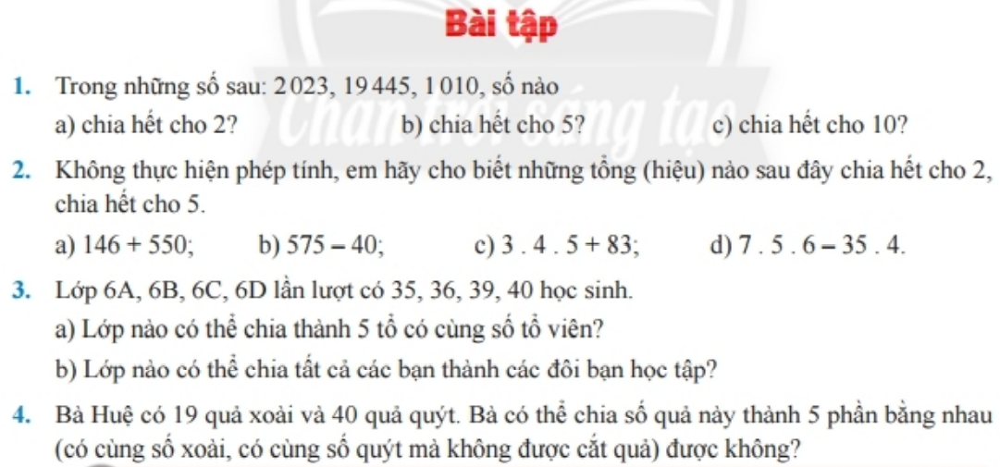 Bài tập
1. Trong những số sau: 2 023, 19 445, 1 010, số nào
a) chia hết cho 2? b) chia hết cho 5? c) chia hết cho 10?
2. Không thực hiện phép tính, em hãy cho biết những tổng (hiệu) nào sau đây chia hết cho 2,
chia hết cho 5.
a) 146 + 550; b) 575 – 40; c) 3 . 4 . 5 + 83; d) 7 . 5 . 6 – 35 . 4.
3. Lớp 6A, 6B, 6C, 6D lần lượt có 35, 36, 39, 40 học sinh.
a) Lớp nào có thể chia thành 5 tổ có cùng số tổ viên?
b) Lớp nào có thể chia tất cả các bạn thành các đôi bạn học tập?
4. Bà Huệ có 19 quả xoài và 40 quả quýt. Bà có thể chia số quả này thành 5 phần bằng nhau
(có cùng số xoài, có cùng số quýt mà không được cắt quả) được không?
Chân trời sáng tạo